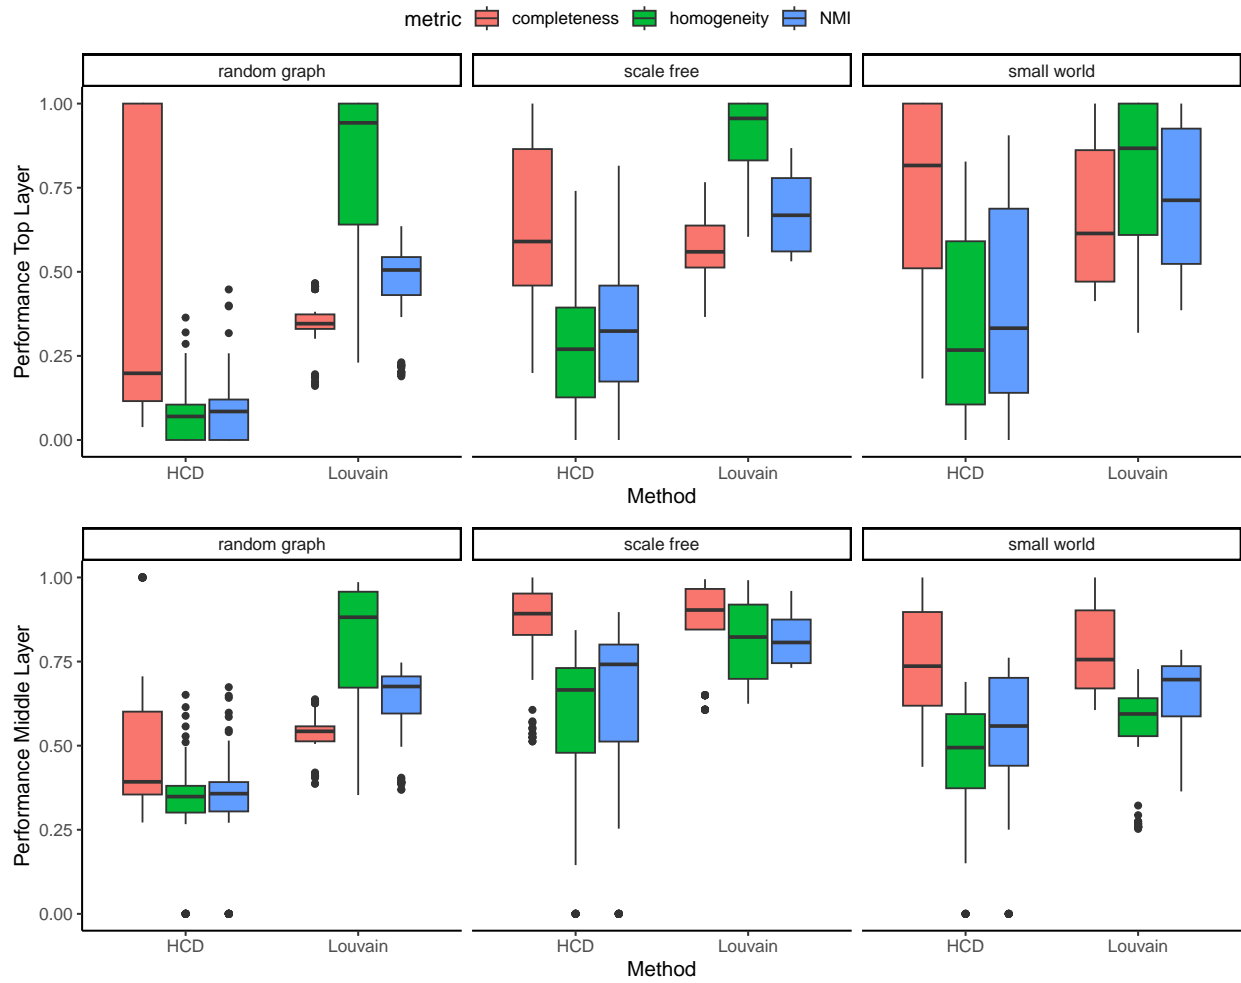 metric completeness homogeneity NMI
random graph scale free small world
Performance Top Layer
1.00
0.75
0.50
0.25
0.00
HCD Louvain HCD Louvain HCD Louvain
Method
random graph scale free small world
Performance Middle Layer
1.00
0.75
0.50
0.25
0.00
HCD Louvain HCD Louvain HCD Louvain
Method